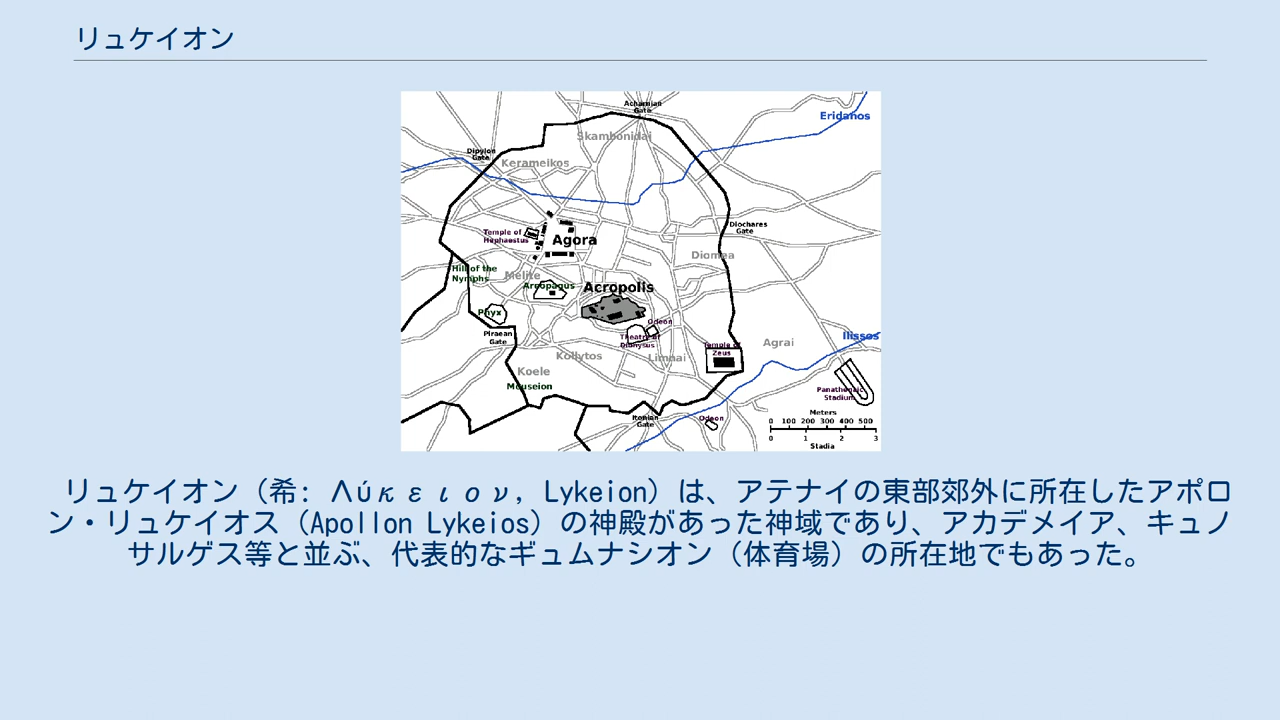 リュケイオン
Acharnian
Gate
Eridanos
Skambonidai
Dipylon
Gate
Kerameikos
Diochares
Gate
Temple of
Hephaestus
Agora
Diomea
Hill of the
Nymphs
Melite
Areopagus
Acropolis
Pnyx
Odeon
Piraean
Gate
Theatre of
Dionysus
Ilissos
Temple of
Zeus
Agrai
Kollytos
Limnai
Koele
Mouseion
Panathenaic
Stadium
Itonian
Gate
Odeon
Meters
0 100 200 300 400 500
0 1 2 3
Stadia
リュケイオン（希: Λύκειον, Lykeion）は、アテナイの東部郊外に所在したアポロ
ン・リュケイオス（Apollon Lykeios）の神殿があった神域であり、アカデメイア、キュノ
サルゲス等と並ぶ、代表的なギュムナシオン（体育場）の所在地でもあった。